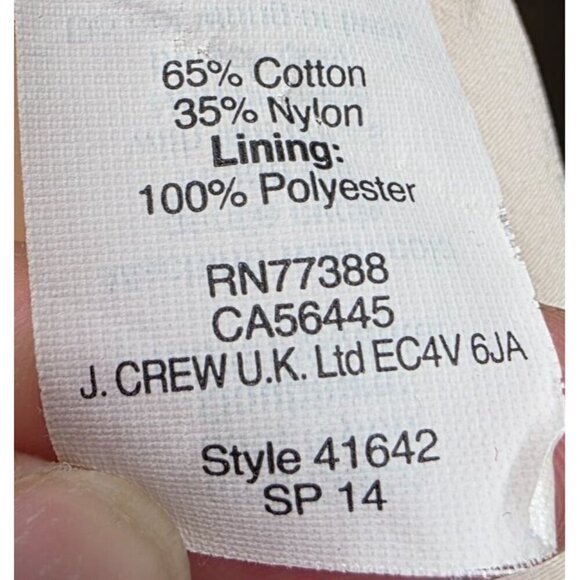 65% Cotton
35% Nylon
Lining:
100% Polyester
RN77388
CA56445
J. CREW U.K. Ltd EC4V 6JA
Style 41642
SP 14